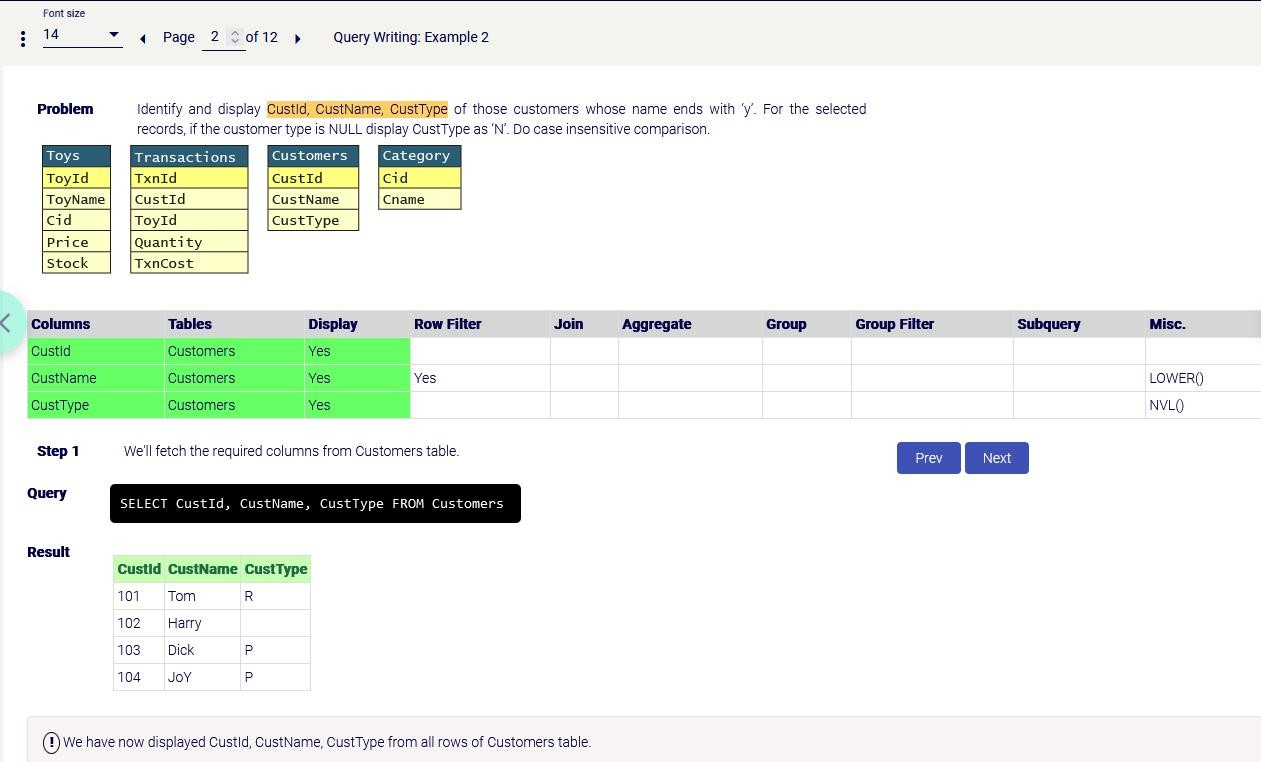 Font size
14
Page 2 of 12 Query Writing: Example 2
Problem Identify and display CustId, CustName, CustType of those customers whose name ends with ‘y’. For the selected
records, if the customer type is NULL display CustType as ‘N’. Do case insensitive comparison.
Toys Transactions Customers Category
ToyId TxnId CustId Cid
ToyName CustId CustName Cname
Cid ToyId CustType
Price Quantity
Stock TxnCost
Columns Tables Display Row Filter Join Aggregate Group Group Filter Subquery Misc.
CustId Customers Yes
CustName Customers Yes Yes LOWER()
CustType Customers Yes NVL()
Step 1 We'll fetch the required columns from Customers table. Prev Next
Query SELECT CustId, CustName, CustType FROM Customers
Result
CustId CustName CustType
101 Tom R
102 Harry
103 Dick P
104 JoY P
! We have now displayed CustId, CustName, CustType from all rows of Customers table.